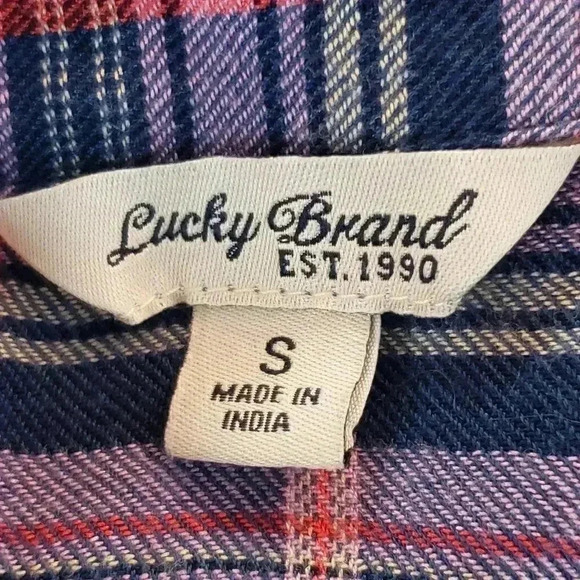 Lucky Brand
EST. 1990
S
MADE IN
INDIA